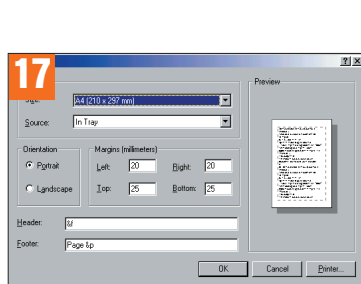 17
Preview
Size: A4 (210 x 297 mm)
Source: In Tray
Orientation
Portrait
Landscape
Margins (millimeters)
Left: 20 Right: 20
Top: 25 Bottom: 25
Header: &f
Footer: Page &p
OK Cancel Printer...